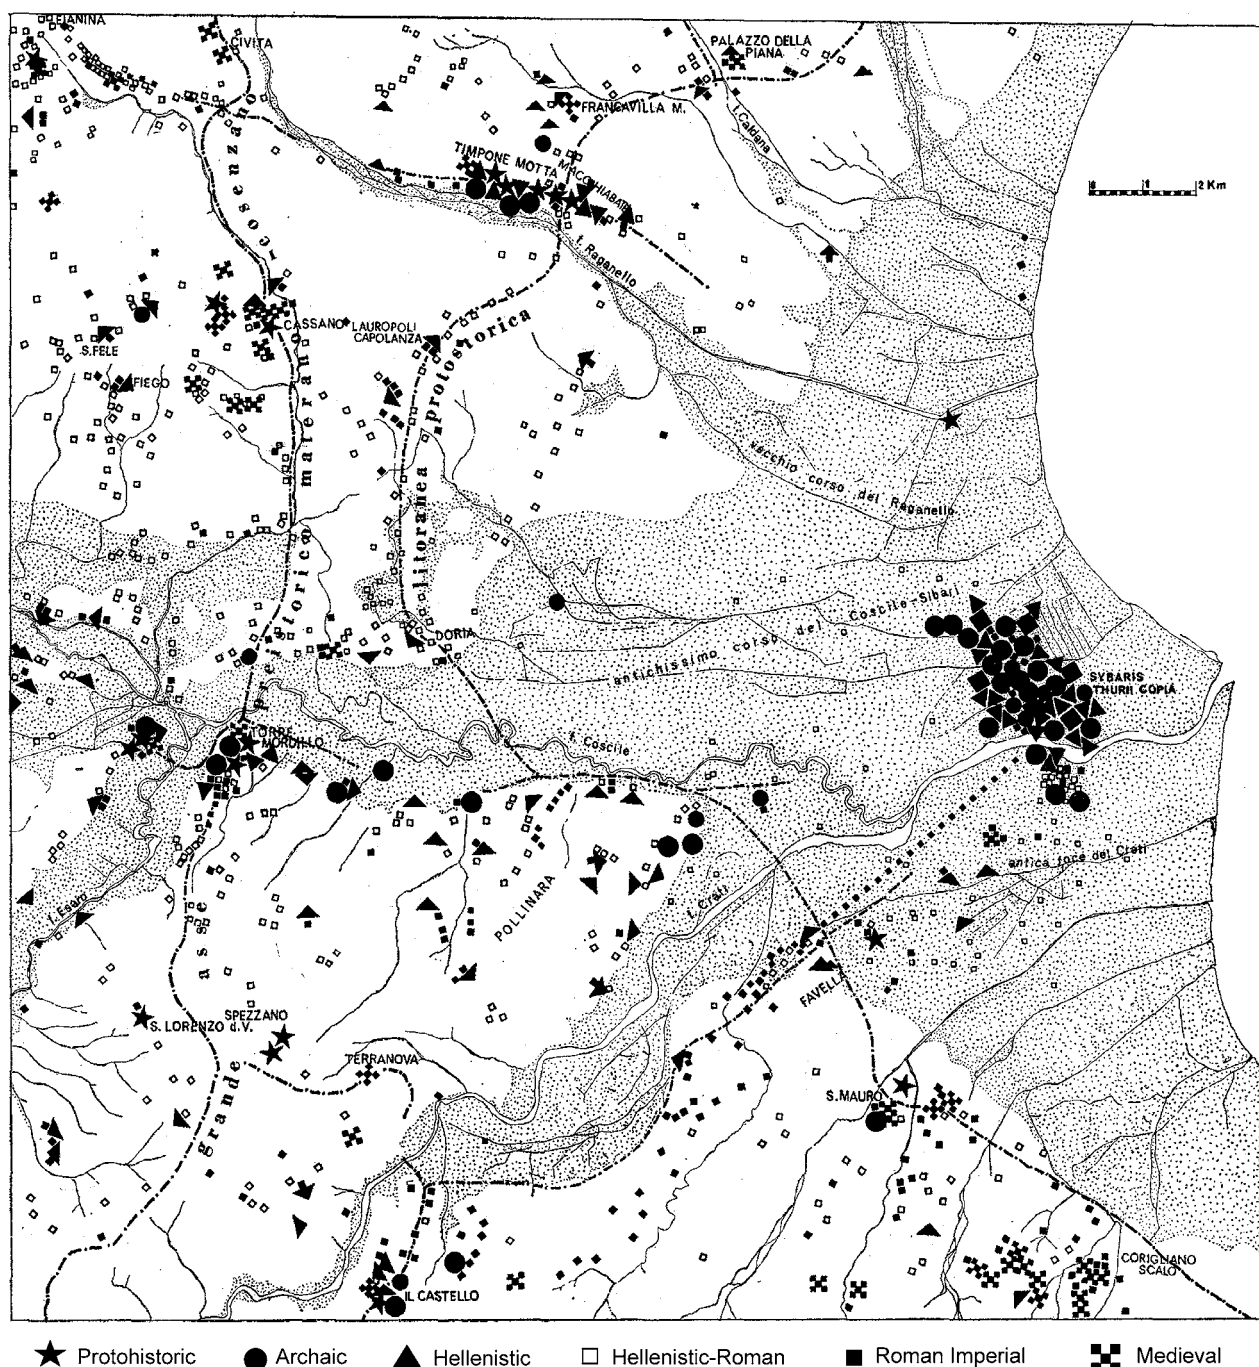 EJANINA
CIVITA
PALAZZO DELLA
PIANA
FRANCAVILLA M.
t. Caldana
TIMPONE MOTTA
MACCHIABATE
2 Km
t. Raganello
cosenzano
CASSANO
LAUROPOLI
CAPOLANZA
S. FELE
FIEGO
litoranea protostorica
vecchio corso del Raganello
grande asse preistorico materano
antichissimo corso del Coscile-Sibari
DORIA
SYBARIS
THURII COPIA
TORRE
MORDILLO
f. Coscile
antica foce del Crati
f. Esaro
POLLINARA
f. Crati
FAVELLA
S. LORENZO d. V.
SPEZZANO
TERRANOVA
S. MAURO
CORIGLIANO
SCALO
IL CASTELLO
Protohistoric
Archaic
Hellenistic
Hellenistic-Roman
Roman Imperial
Medieval